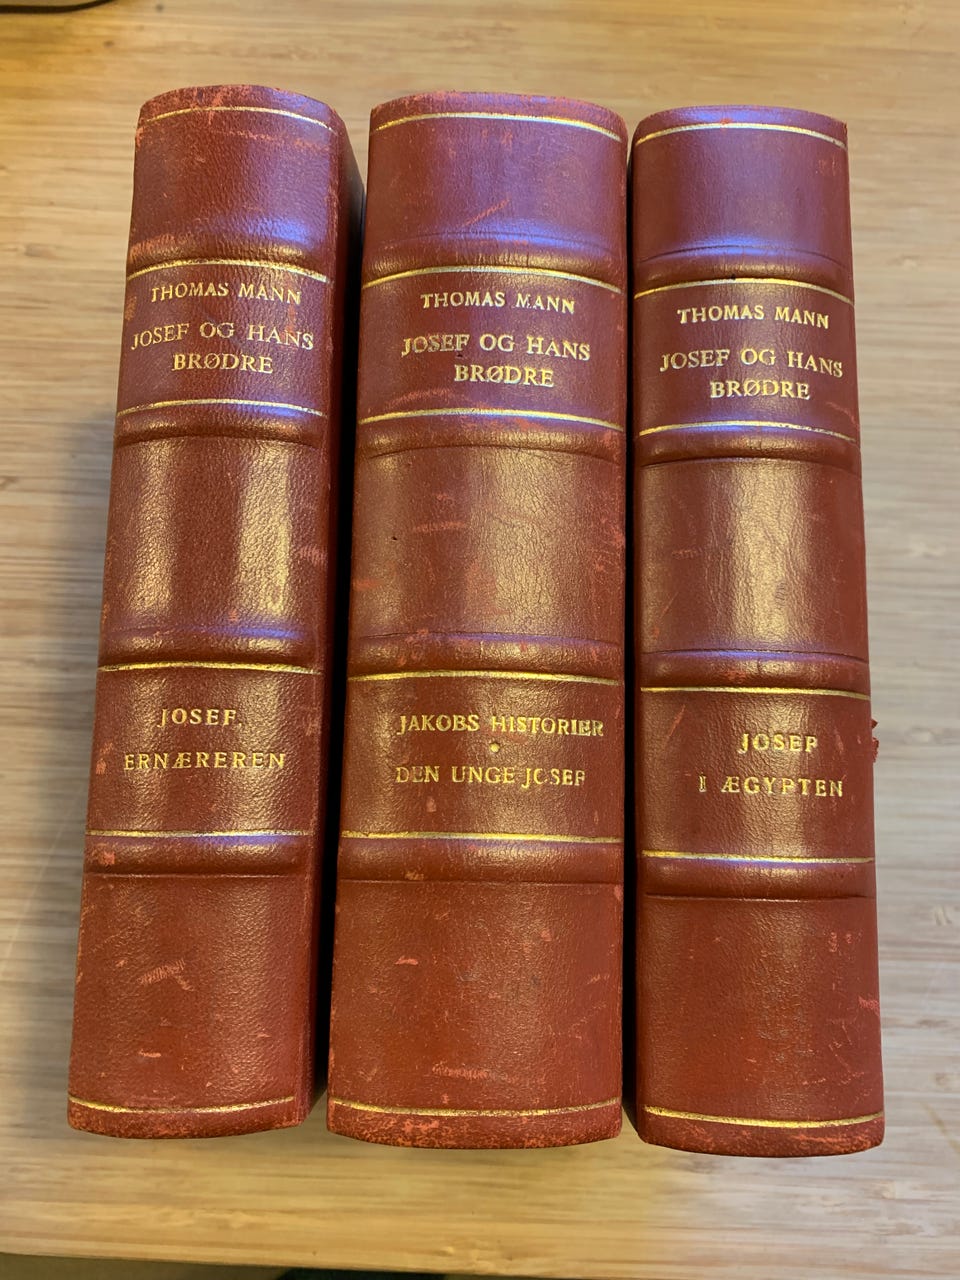 THOMAS MANN
JOSEF OG HANS
BRØDRE
JOSEF,
ERNÆREREN
THOMAS MANN
JOSEF OG HANS
BRØDRE
JAKOBS HISTORIER
•
DEN UNGE JOSEF
THOMAS MANN
JOSEF OG HANS
BRØDRE
JOSEF
I ÆGYPTEN